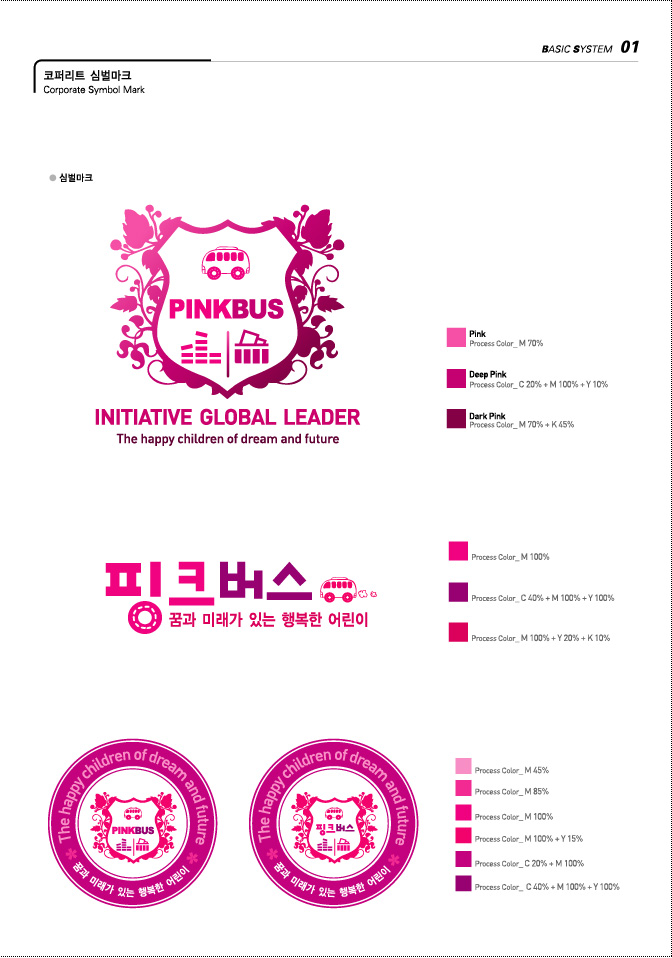 BASIC SYSTEM 01
코퍼리트 심벌마크
Corporate Symbol Mark
심벌마크
PINKBUS
INITIATIVE GLOBAL LEADER
The happy children of dream and future
Pink
Process Color_ M 70%
Deep Pink
Process Color_ C 20% + M 100% + Y 10%
Dark Pink
Process Color_ M 70% + K 45%
핑크버스
꿈과 미래가 있는 행복한 어린이
Process Color_ M 100%
Process Color_ C 40% + M 100% + Y 100%
Process Color_ M 100% + Y 20% + K 10%
The happy children of dream and future
PINKBUS
꿈과 미래가 있는 행복한 어린이
The happy children of dream and future
핑크버스
꿈과 미래가 있는 행복한 어린이
Process Color_ M 45%
Process Color_ M 85%
Process Color_ M 100%
Process Color_ M 100% + Y 15%
Process Color_ C 20% + M 100%
Process Color_ C 40% + M 100% + Y 100%